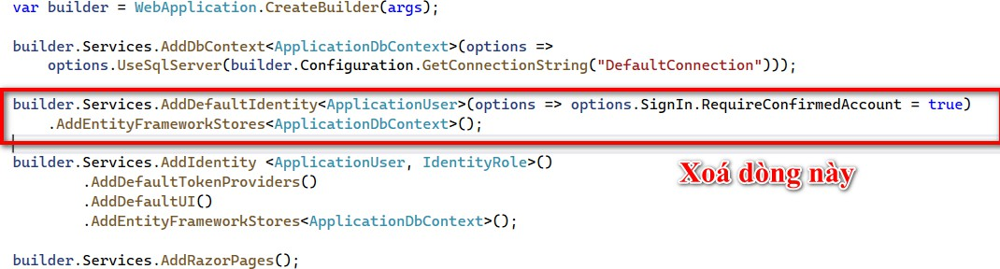 var builder = WebApplication.CreateBuilder(args);
builder.Services.AddDbContext<ApplicationDbContext>(options =>
    options.UseSqlServer(builder.Configuration.GetConnectionString("DefaultConnection")));
builder.Services.AddDefaultIdentity<ApplicationUser>(options => options.SignIn.RequireConfirmedAccount = true)
    .AddEntityFrameworkStores<ApplicationDbContext>();
builder.Services.AddIdentity <ApplicationUser, IdentityRole>()
Xoá dòng này
        .AddDefaultTokenProviders()
        .AddDefaultUI()
        .AddEntityFrameworkStores<ApplicationDbContext>();
builder.Services.AddRazorPages();